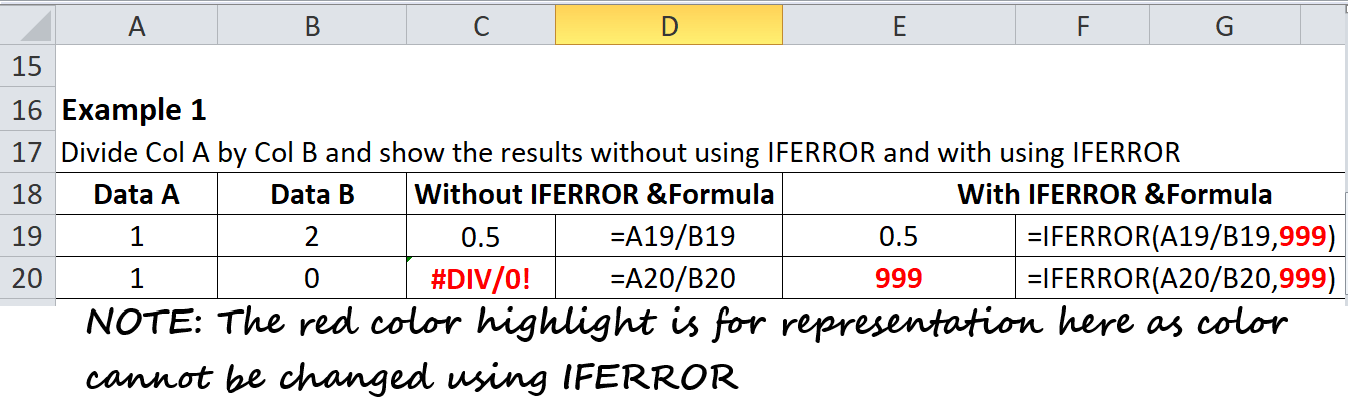 A B C D E F G
15
16 Example 1
17 Divide Col A by Col B and show the results without using IFERROR and with using IFERROR
18 Data A Data B Without IFERROR &Formula With IFERROR &Formula
19 1 2 0.5 =A19/B19 0.5 =IFERROR(A19/B19,999)
20 1 0 #DIV/0! =A20/B20 999 =IFERROR(A20/B20,999)
NOTE: The red color highlight is for representation here as color
cannot be changed using IFERROR